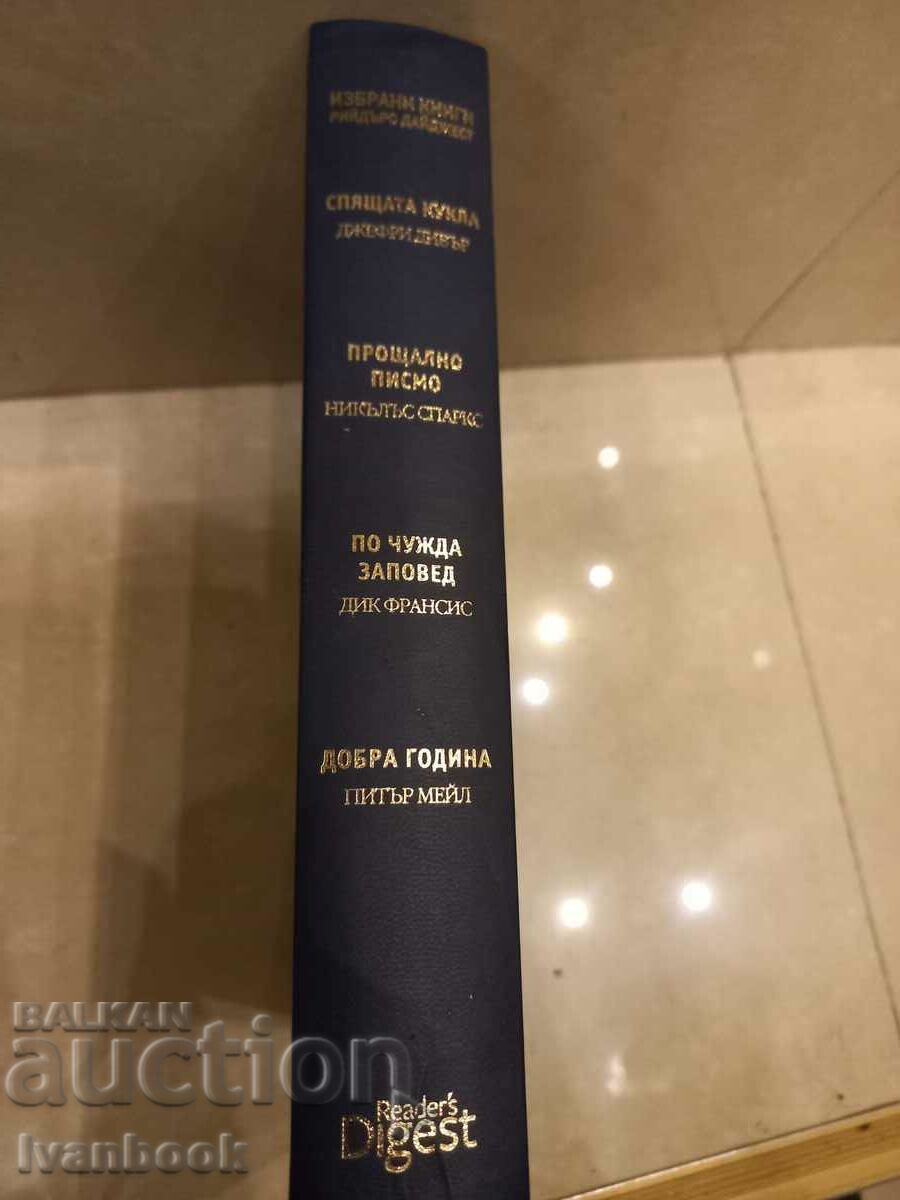 ИЗБРАНИ КНИГИ
РИЙДЪРС ДАЙДЖЕСТ
СПЯЩАТА КУКЛА
ДЖЕФРИ ДИВЪР
ПРОЩАЛНО
ПИСМО
НИКЪЛЪС СПАРКС
ПО ЧУЖДА
ЗАПОВЕД
ДИК ФРАНСИС
ДОБРА ГОДИНА
ПИТЪР МЕЙЛ
Reader's
Digest
BALKAN
auction
Ivanbook